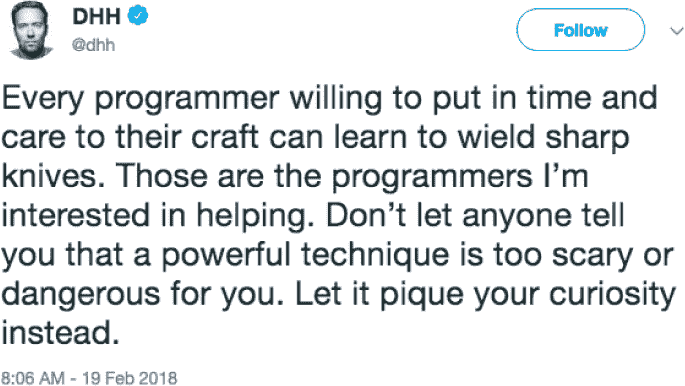 DHH
@dhh
Follow
Every programmer willing to put in time and
care to their craft can learn to wield sharp
knives. Those are the programmers I’m
interested in helping. Don’t let anyone tell
you that a powerful technique is too scary or
dangerous for you. Let it pique your curiosity
instead.
8:06 AM - 19 Feb 2018